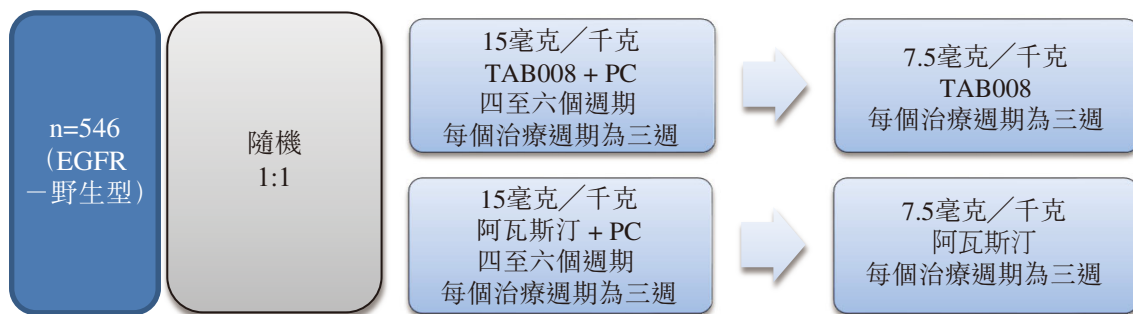 n=546
（EGFR
－野生型）
隨機
1:1
15毫克／千克
TAB008 + PC
四至六個週期
每個治療週期為三週
7.5毫克／千克
TAB008
每個治療週期為三週
15毫克／千克
阿瓦斯汀 + PC
四至六個週期
每個治療週期為三週
7.5毫克／千克
阿瓦斯汀
每個治療週期為三週